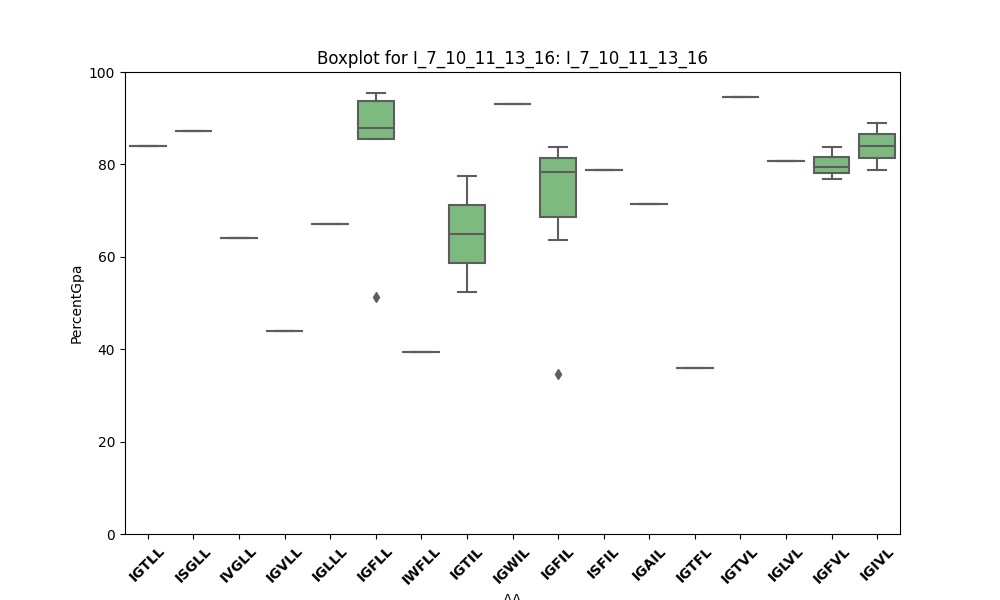 Boxplot for I_7_10_11_13_16: I_7_10_11_13_16
100
80
60
40
20
0
PercentGpa
IGTLL ISGLL IVGLL IGVLL IGLLL IGFLL IWFLL IGTIL IGWIL IGFIL ISFIL IGAIL IGTFL IGTVL IGLVL IGFVL IGIVL
AA